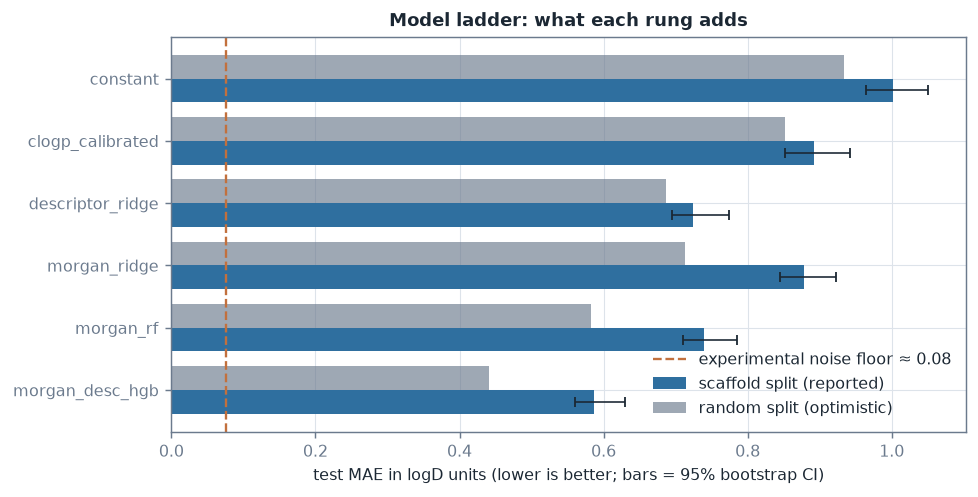 Model ladder: what each rung adds
constant
clogp_calibrated
descriptor_ridge
morgan_ridge
morgan_rf
morgan_desc_hgb
experimental noise floor ≈ 0.08
scaffold split (reported)
random split (optimistic)
0.0 0.2 0.4 0.6 0.8 1.0
test MAE in logD units (lower is better; bars = 95% bootstrap CI)